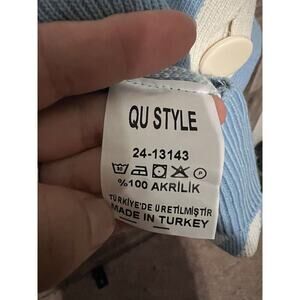 QU STYLE
24-13143
%100 AKRİLİK
TÜRKİYE'DE ÜRETİLMİŞTİR
MADE IN TURKEY